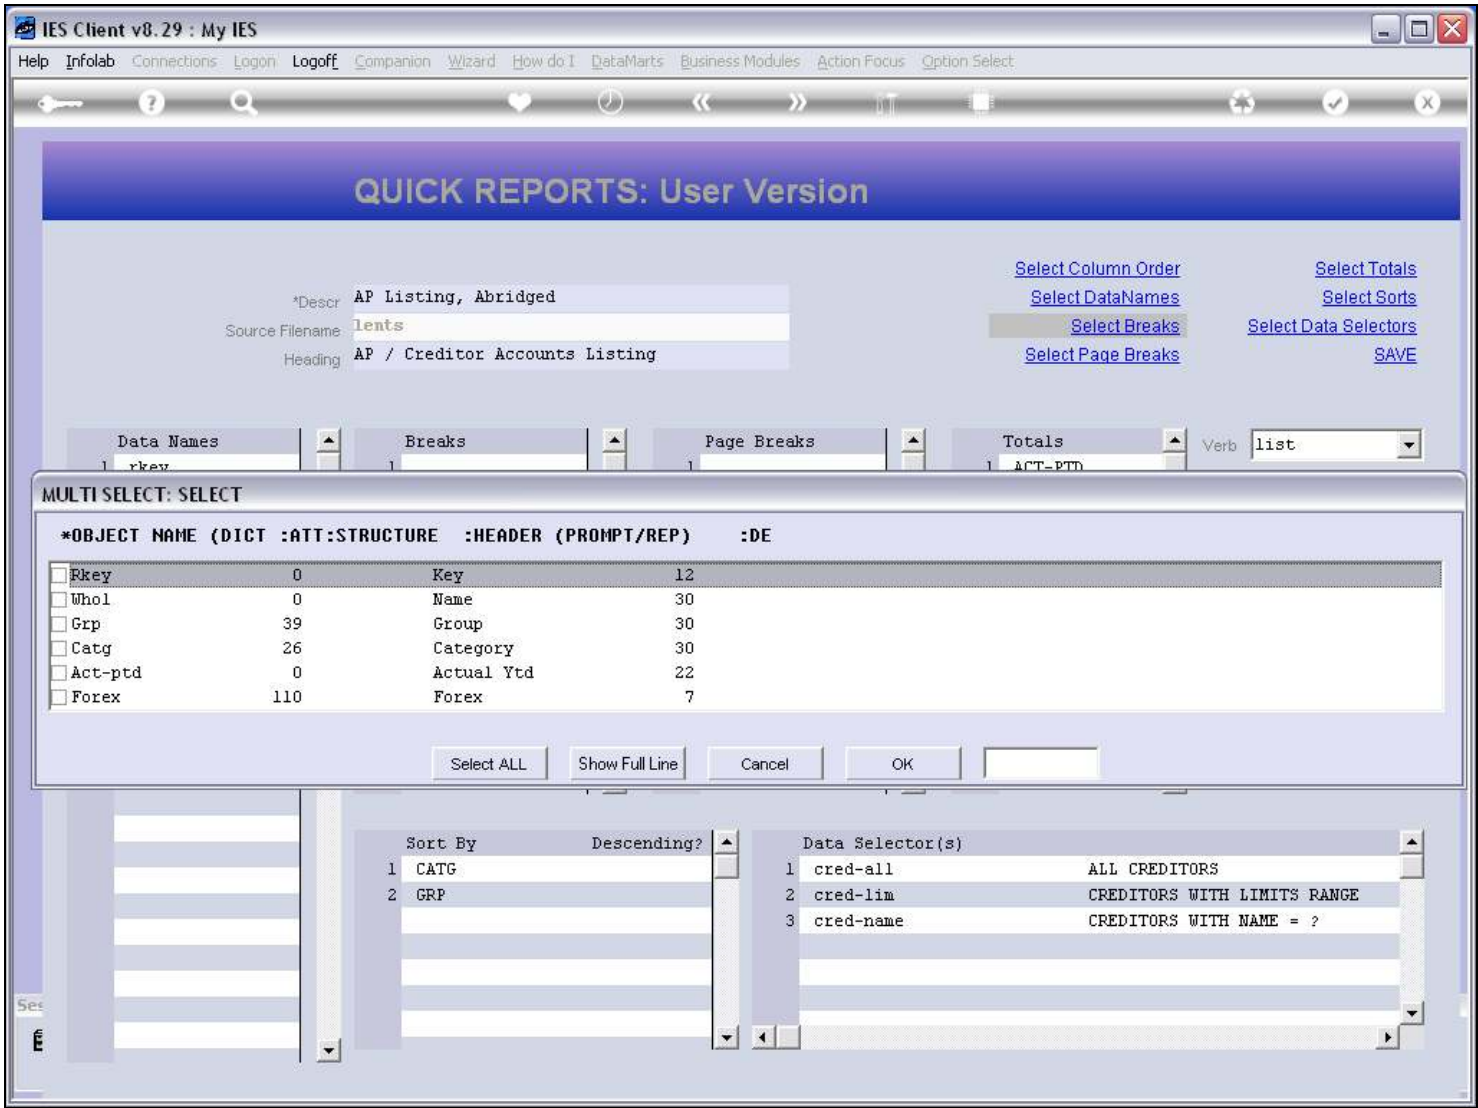 IES Client v8.29 : My IES
Help Infolab Connections Logon Logoff Companion Wizard How do I DataMarts Business Modules Action Focus Option Select
QUICK REPORTS: User Version
Select Column Order Select Totals
*Descr AP Listing, Abridged Select DataNames Select Sorts
Source Filename lents Select Breaks Select Data Selectors
Heading AP / Creditor Accounts Listing Select Page Breaks SAVE
Data Names Breaks Page Breaks Totals Verb list
1 rkey 1 1 1 ACT-PTD
MULTI SELECT: SELECT
*OBJECT NAME (DICT :ATT:STRUCTURE :HEADER (PROMPT/REP) :DE
Rkey 0 Key 12
Whol 0 Name 30
Grp 39 Group 30
Catg 26 Category 30
Act-ptd 0 Actual Ytd 22
Forex 110 Forex 7
Select ALL Show Full Line Cancel OK
Sort By Descending? Data Selector(s)
1 CATG 1 cred-all ALL CREDITORS
2 GRP 2 cred-lim CREDITORS WITH LIMITS RANGE
3 cred-name CREDITORS WITH NAME = ?
Ses